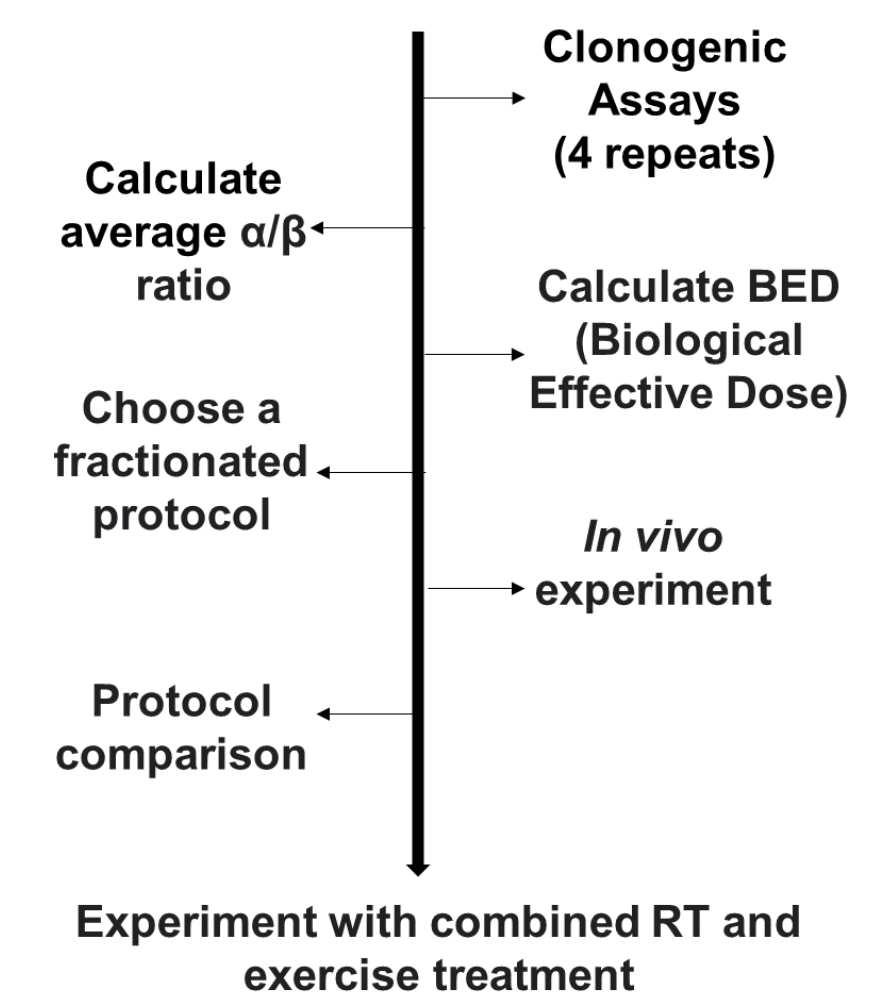 Clonogenic
Assays
(4 repeats)
Calculate
average α/β
ratio
Calculate BED
(Biological
Effective Dose)
Choose a
fractionated
protocol
In vivo
experiment
Protocol
comparison
Experiment with combined RT and
exercise treatment